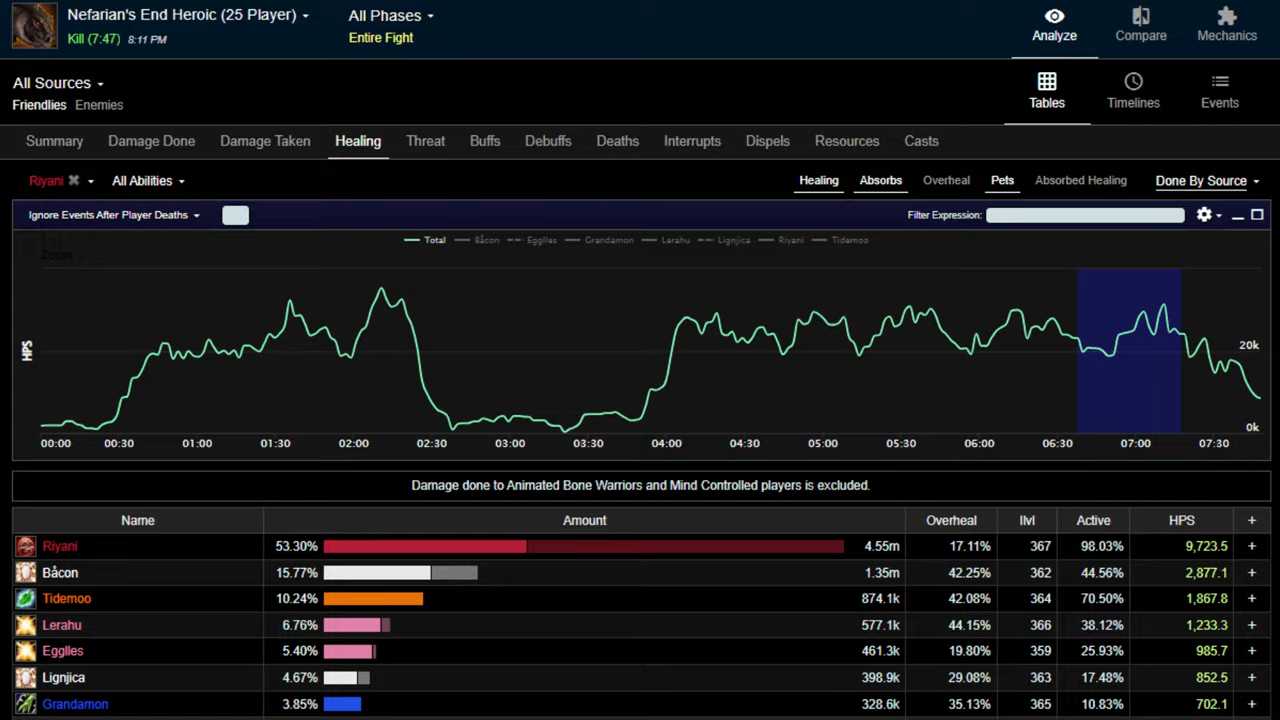 Nefarian's End Heroic (25 Player)
Kill (7:47) 8:11 PM
All Phases
Entire Fight
Analyze
Compare
Mechanics
All Sources
Friendlies Enemies
Tables
Timelines
Events
Summary Damage Done Damage Taken Healing Threat Buffs Debuffs Deaths Interrupts Dispels Resources Casts
Riyani All Abilities Healing Absorbs Overheal Pets Absorbed Healing Done By Source
Ignore Events After Player Deaths Filter Expression:
Total Båcon Egglles Grandamon Lerahu Lignjica Riyani Tidemoo
Zoom
HPS
20k
0k
00:00 00:30 01:00 01:30 02:00 02:30 03:00 03:30 04:00 04:30 05:00 05:30 06:00 06:30 07:00 07:30
Damage done to Animated Bone Warriors and Mind Controlled players is excluded.
Name Amount Overheal Ilvl Active HPS +
Riyani 53.30% 4.55m 17.11% 367 98.03% 9,723.5 +
Båcon 15.77% 1.35m 42.25% 362 44.56% 2,877.1 +
Tidemoo 10.24% 874.1k 42.08% 364 70.50% 1,867.8 +
Lerahu 6.76% 577.1k 44.15% 366 38.12% 1,233.3 +
Egglles 5.40% 461.3k 19.80% 359 25.93% 985.7 +
Lignjica 4.67% 398.9k 29.08% 363 17.48% 852.5 +
Grandamon 3.85% 328.6k 35.13% 365 10.83% 702.1 +